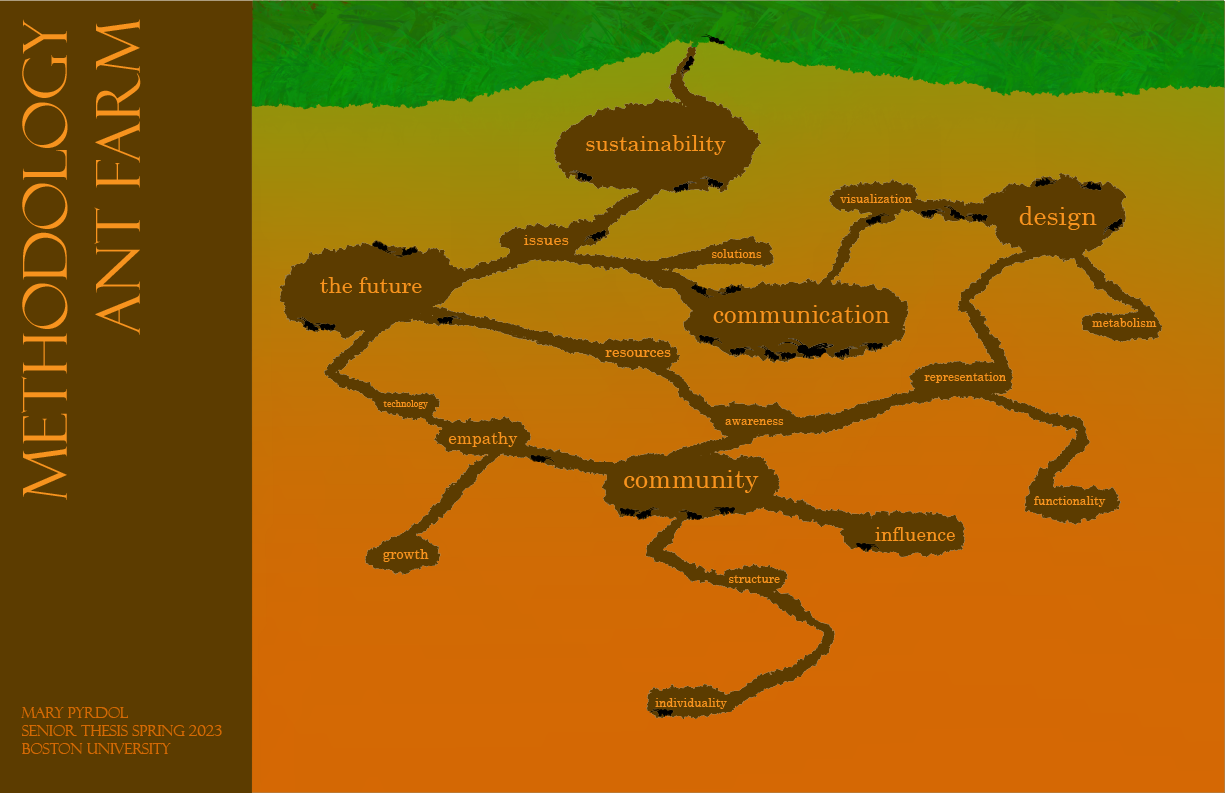 METHODOLOGY
ANT FARM
sustainability
visualization
design
issues
solutions
the future
communication
metabolism
resources
representation
technology
awareness
empathy
community
functionality
influence
growth
structure
individuality
MARY PYRDOL
SENIOR THESIS SPRING 2023
BOSTON UNIVERSITY